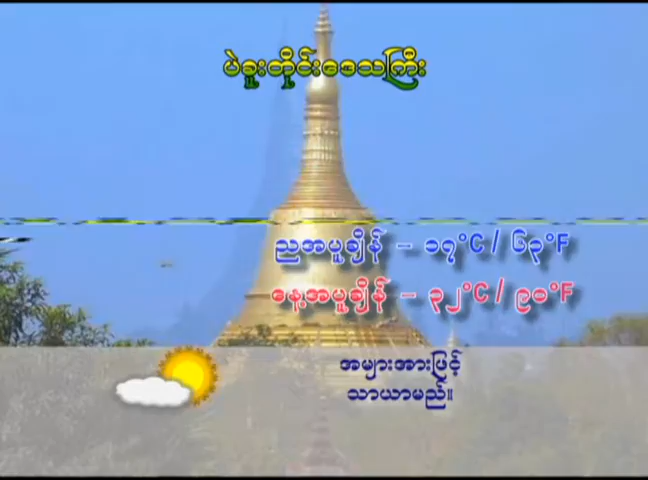 ပဲခူးတိုင်းဒေသကြီး
ညအပူချိန် – ၁၇°C / ၆၃°F
နေ့အပူချိန် – ၃၂°C / ၉၀°F
အများအားဖြင့်
သာယာမည်။